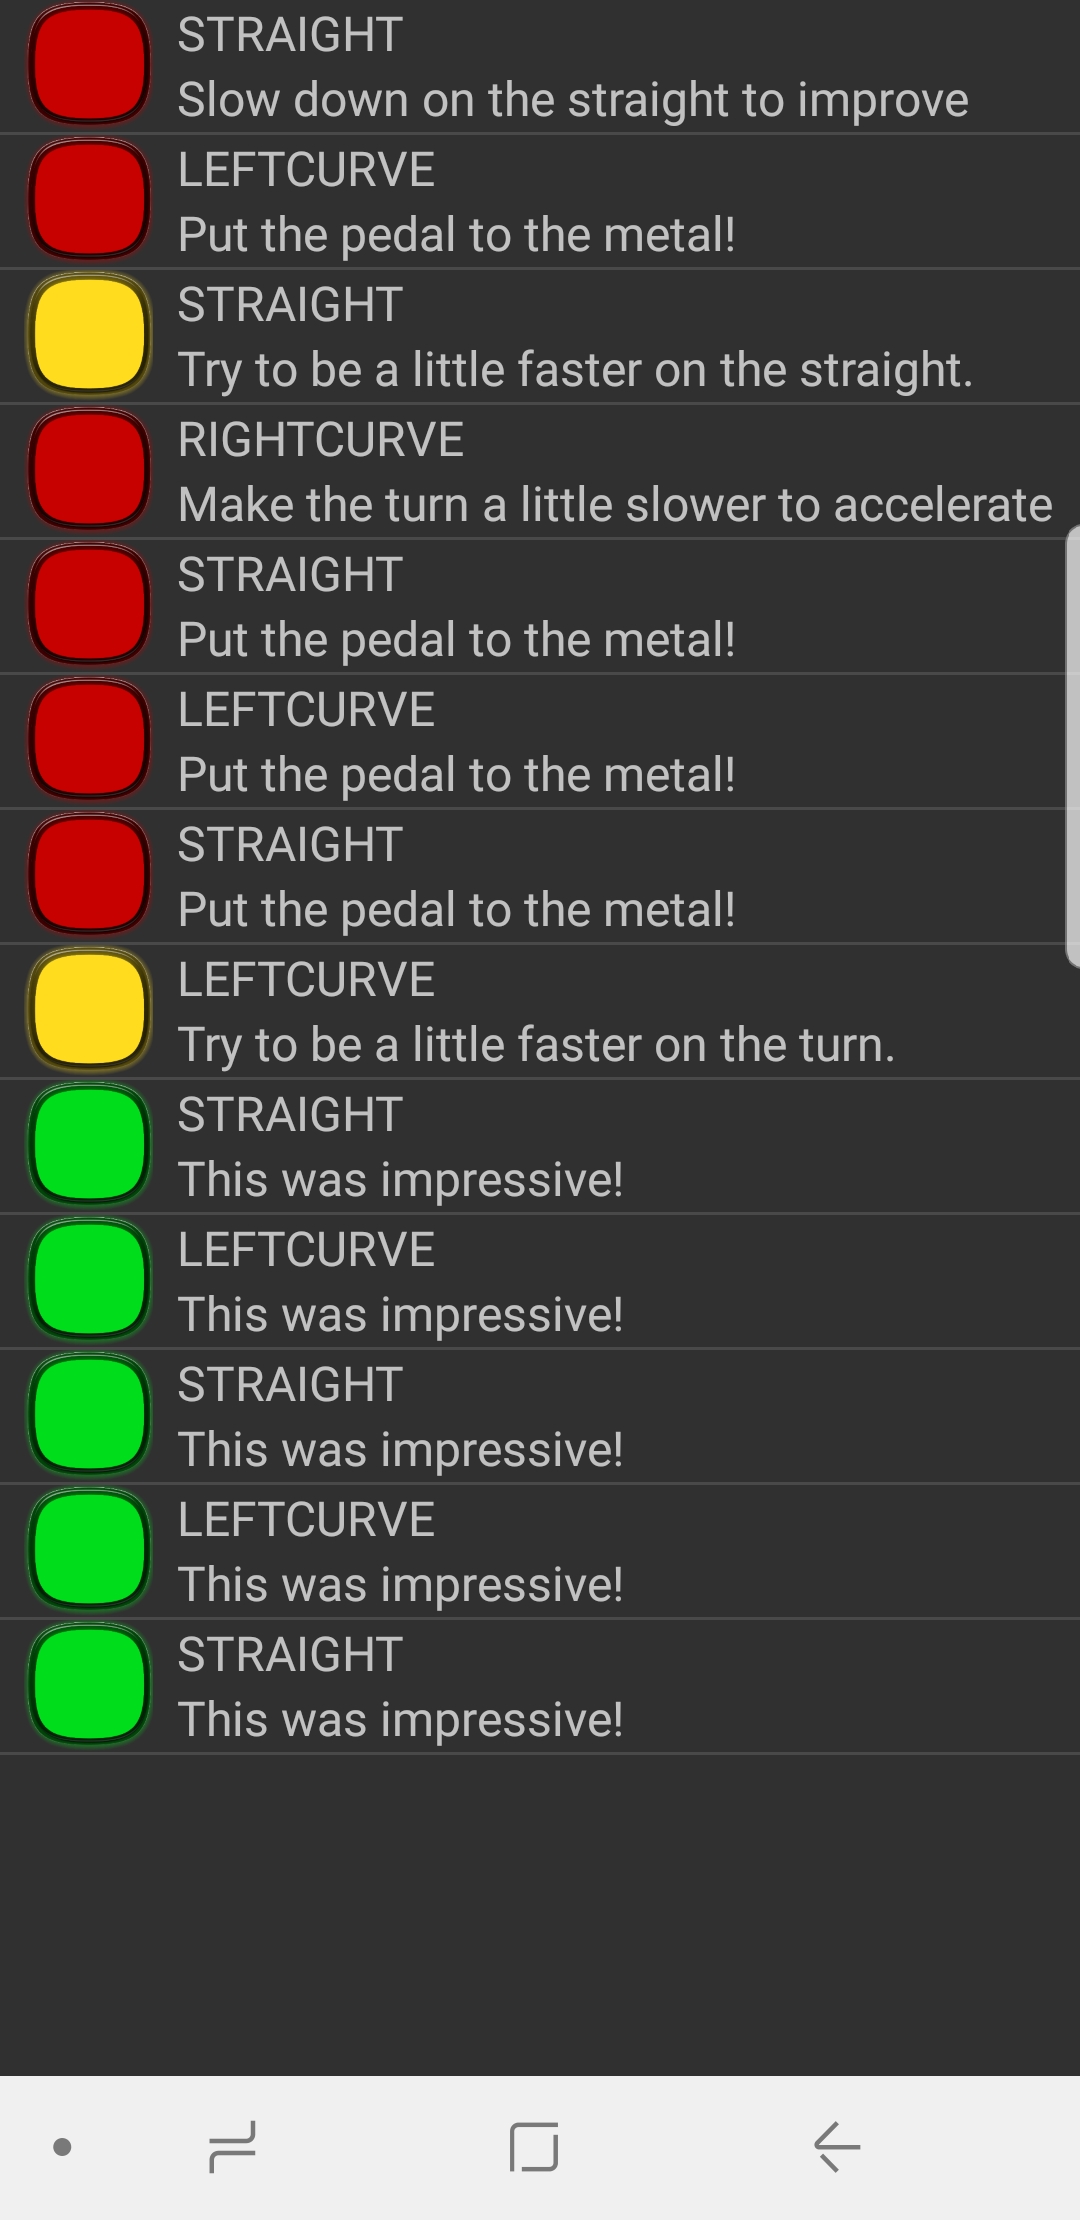 STRAIGHT
Slow down on the straight to improve
LEFTCURVE
Put the pedal to the metal!
STRAIGHT
Try to be a little faster on the straight.
RIGHTCURVE
Make the turn a little slower to accelerate
STRAIGHT
Put the pedal to the metal!
LEFTCURVE
Put the pedal to the metal!
STRAIGHT
Put the pedal to the metal!
LEFTCURVE
Try to be a little faster on the turn.
STRAIGHT
This was impressive!
LEFTCURVE
This was impressive!
STRAIGHT
This was impressive!
LEFTCURVE
This was impressive!
STRAIGHT
This was impressive!